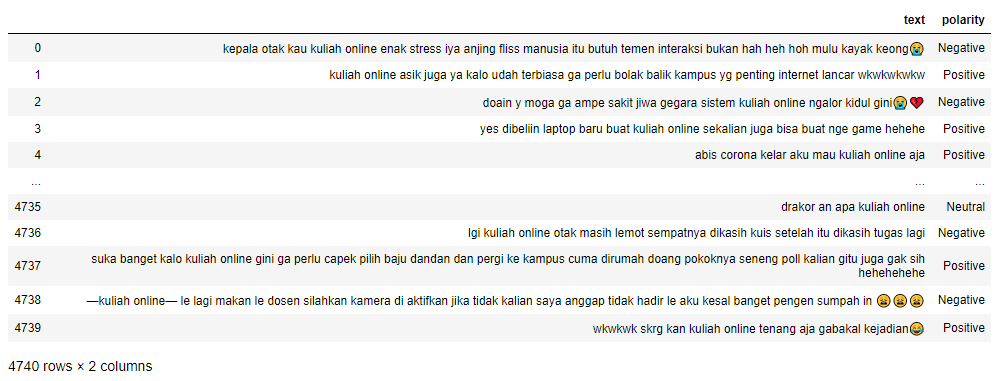 text polarity
0 kepala otak kau kuliah online enak stress iya anjing fliss manusia itu butuh temen interaksi bukan hah heh hoh mulu kayak keong😭 Negative
1 kuliah online asik juga ya kalo udah terbiasa ga perlu bolak balik kampus yg penting internet lancar wkwkwkwkw Positive
2 doain y moga ga ampe sakit jiwa gegara sistem kuliah online ngalor kidul gini😭💔 Negative
3 yes dibeliin laptop baru buat kuliah online sekalian juga bisa buat nge game hehehe Positive
4 abis corona kelar aku mau kuliah online aja Positive
... ... ...
4735 drakor an apa kuliah online Neutral
4736 lgi kuliah online otak masih lemot sempatnya dikasih kuis setelah itu dikasih tugas lagi Negative
4737 suka banget kalo kuliah online gini ga perlu capek pilih baju dandan dan pergi ke kampus cuma dirumah doang pokoknya seneng poll kalian gitu juga gak sih
hehehehehe Positive
4738 —kuliah online— le lagi makan le dosen silahkan kamera di aktifkan jika tidak kalian saya anggap tidak hadir le aku kesal banget pengen sumpah in 😩😩😩 Negative
4739 wkwkwk skrg kan kuliah online tenang aja gabakal kejadian😂 Positive
4740 rows × 2 columns